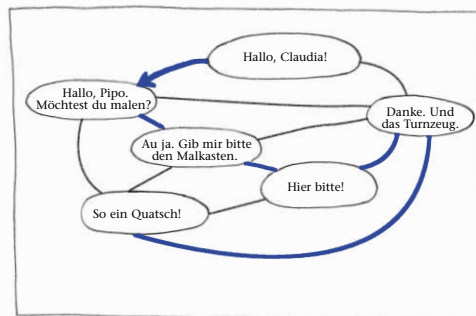 Hallo, Claudia!
Hallo, Pipo.
Möchtest du malen?
Danke. Und
das Turnzeug.
Au ja. Gib mir bitte
den Malkasten.
Hier bitte!
So ein Quatsch!